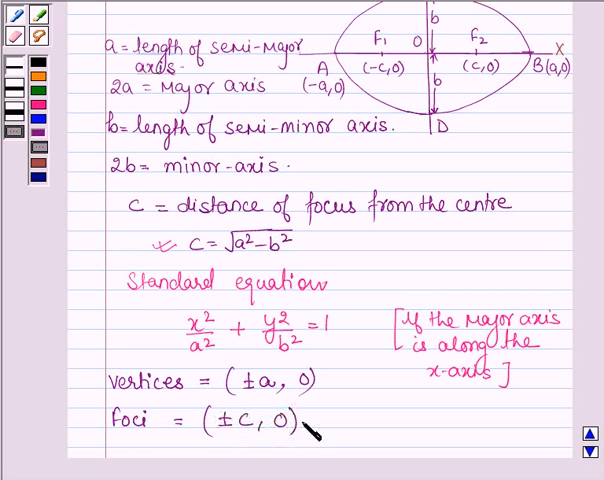 b
a = length of semi-major axis.
F1 O F2 X
A (-c,0) (c,0) B(a,0)
(-a,0) b
2a = Major axis
D
b = length of semi-minor axis.
2b = minor-axis.
C = distance of focus from the centre
C = √a² – b²
Standard equation
x²/a² + y²/b² = 1
[If the Major axis
is along the
x-axis]
vertices = (±a, 0)
foci = (±c, 0)